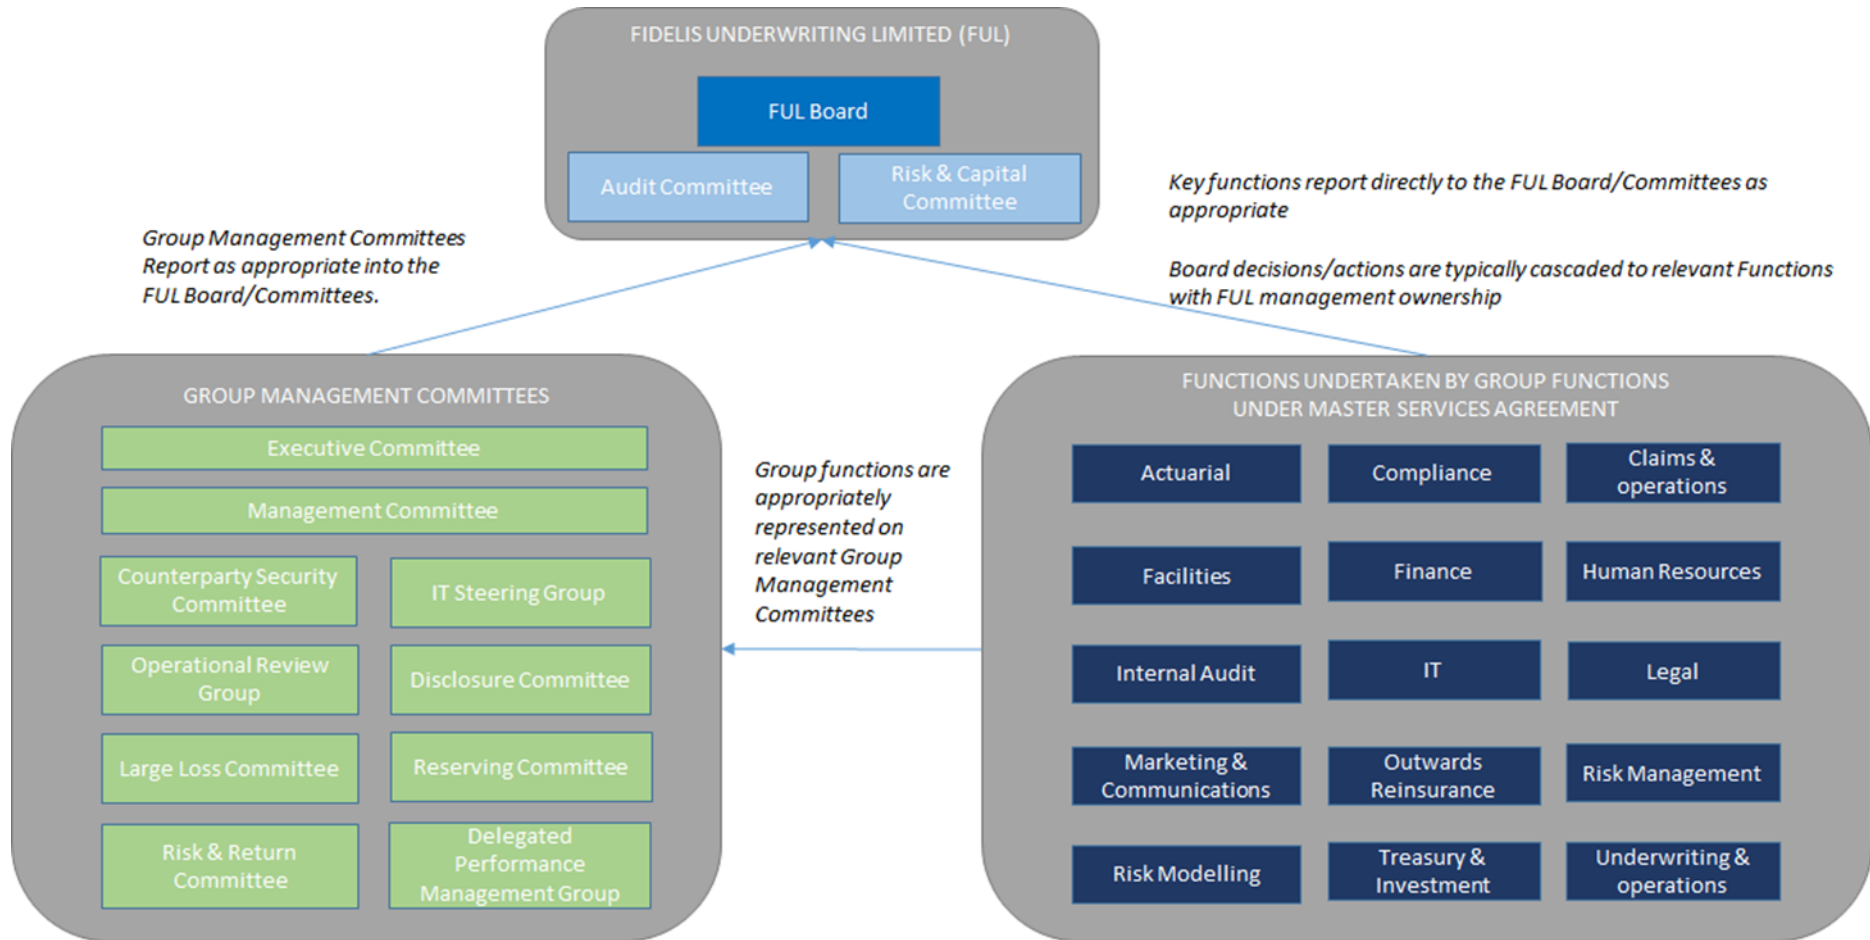 FIDELIS UNDERWRITING LIMITED (FUL)
FUL Board
Audit Committee
Risk & Capital
Committee
Group Management Committees
Report as appropriate into the
FUL Board/Committees.
Key functions report directly to the FUL Board/Committees as
appropriate
Board decisions/actions are typically cascaded to relevant Functions
with FUL management ownership
GROUP MANAGEMENT COMMITTEES
Executive Committee
Management Committee
Counterparty Security
Committee
IT Steering Group
Operational Review
Group
Disclosure Committee
Large Loss Committee
Reserving Committee
Risk & Return
Committee
Delegated
Performance
Management Group
Group functions are
appropriately
represented on
relevant Group
Management
Committees
FUNCTIONS UNDERTAKEN BY GROUP FUNCTIONS
UNDER MASTER SERVICES AGREEMENT
Actuarial
Compliance
Claims &
operations
Facilities
Finance
Human Resources
Internal Audit
IT
Legal
Marketing &
Communications
Outwards
Reinsurance
Risk Management
Risk Modelling
Treasury &
Investment
Underwriting &
operations